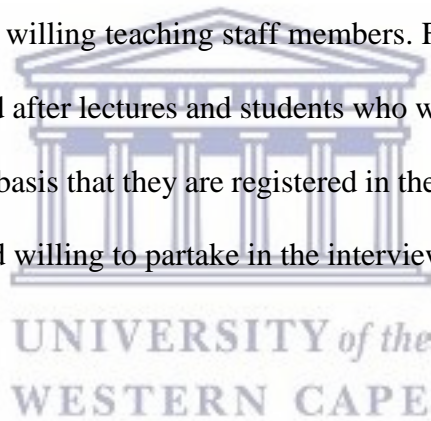 willing teaching staff members. F
after lectures and students who w
basis that they are registered in the
willing to partake in the interview
UNIVERSITY of the
WESTERN CAPE